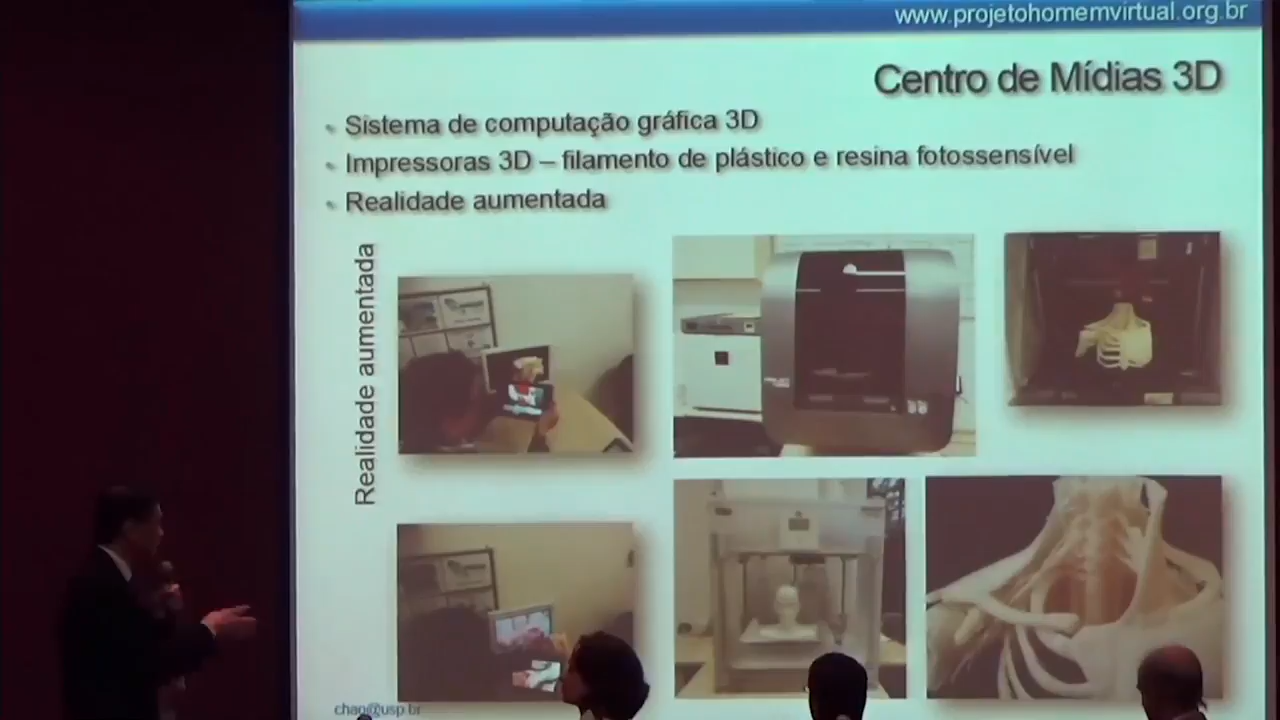 www.projetohomemvirtual.org.br
Centro de Mídias 3D
Sistema de computação gráfica 3D
Impressoras 3D – filamento de plástico e resina fotossensível
Realidade aumentada
Realidade aumentada
chao@usp.br